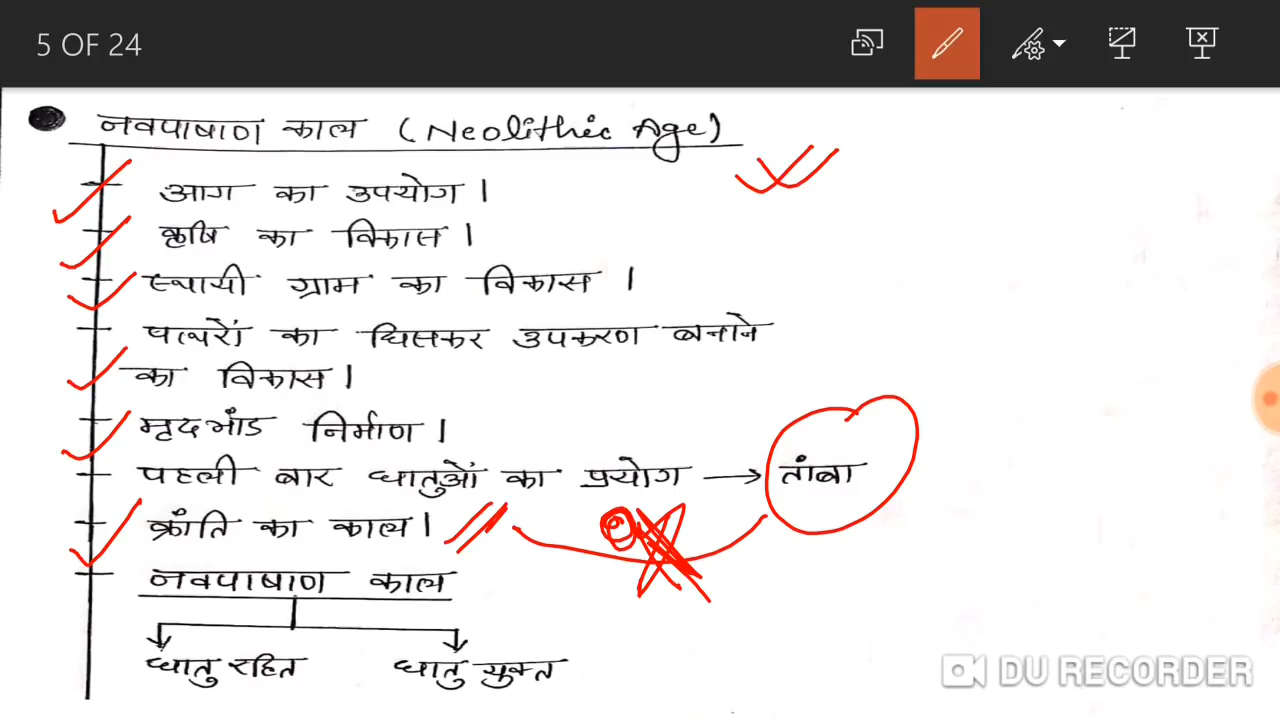 5 OF 24
नवपाषाण काल (Neolithic Age)
आग का उपयोग।
कृषि का विकास।
स्थायी ग्राम का विकास।
पत्थरों का घिसकर उपकरण बनाने
का विकास।
मृदभांड निर्माण।
पहली बार धातुओं का प्रयोग → तांबा
क्रांति का काल।
नवपाषाण काल
धातु रहित धातु युक्त
DU RECORDER